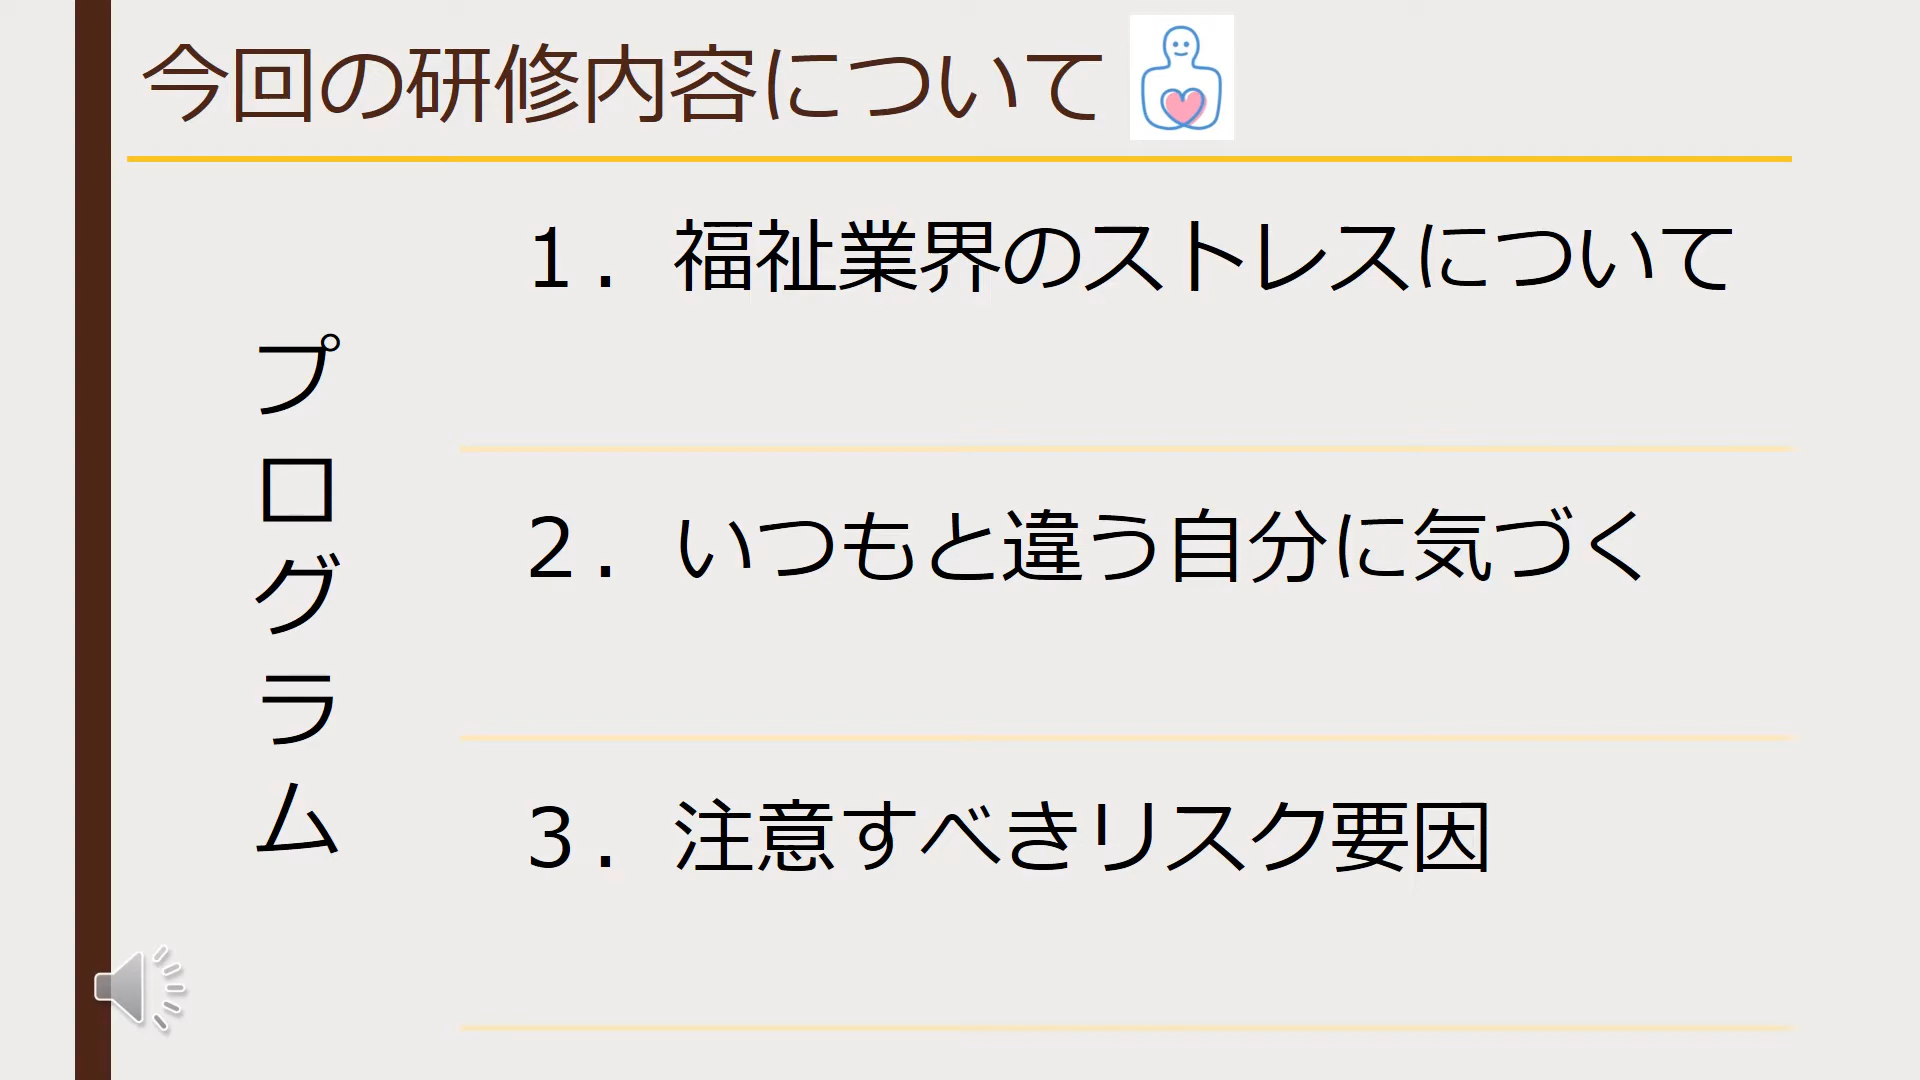 今回の研修内容について
プログラム
１．福祉業界のストレスについて
２．いつもと違う自分に気づく
３．注意すべきリスク要因